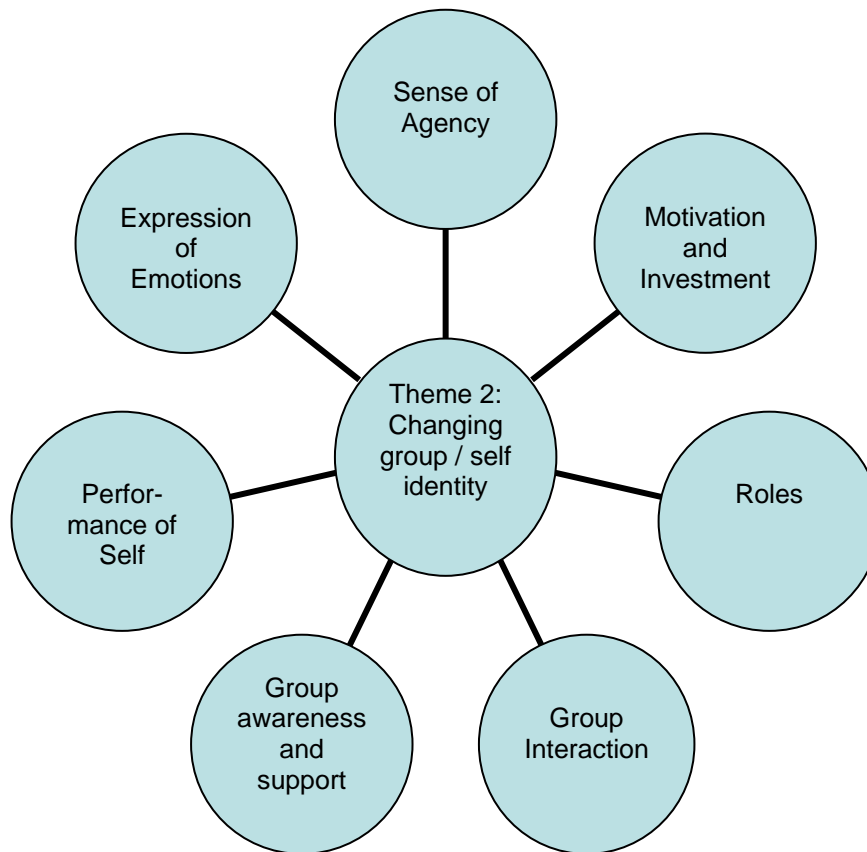 Sense of
Agency
Expression
of
Emotions
Motivation
and
Investment
Theme 2:
Changing
group / self
identity
Perfor-
mance of
Self
Roles
Group
awareness
and
support
Group
Interaction